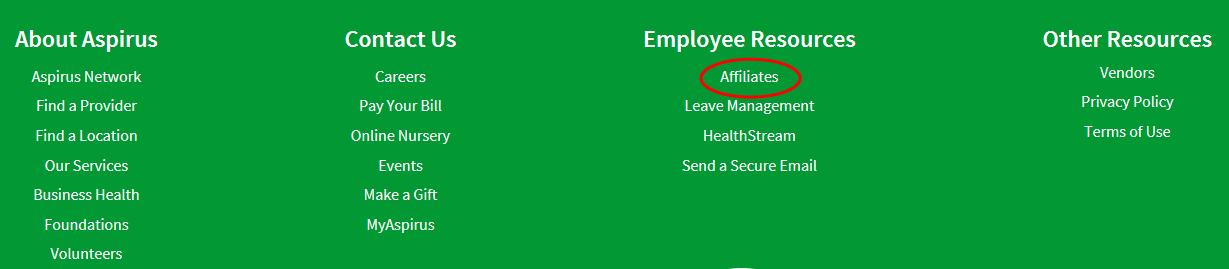 About Aspirus
Aspirus Network
Find a Provider
Find a Location
Our Services
Business Health
Foundations
Volunteers
Contact Us
Careers
Pay Your Bill
Online Nursery
Events
Make a Gift
MyAspirus
Employee Resources
Affiliates
Leave Management
HealthStream
Send a Secure Email
Other Resources
Vendors
Privacy Policy
Terms of Use